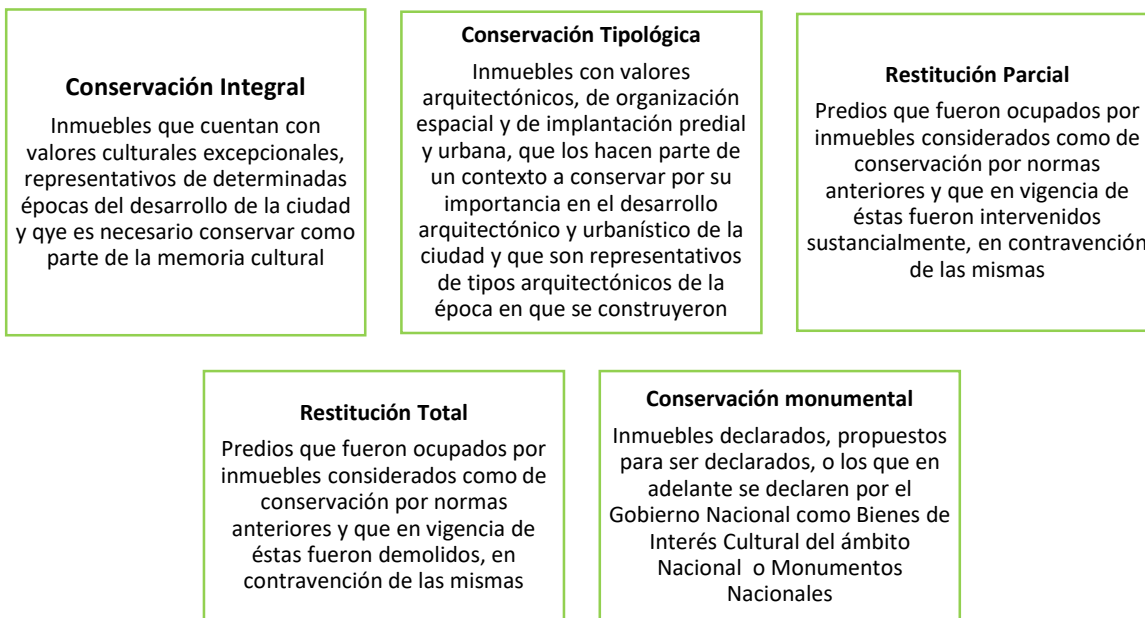 Conservación Integral
Inmuebles que cuentan con
valores culturales excepcionales,
representativos de determinadas
épocas del desarrollo de la ciudad
y qye es necesario conservar como
parte de la memoria cultural
Conservación Tipológica
Inmuebles con valores
arquitectónicos, de organización
espacial y de implantación predial
y urbana, que los hacen parte de
un contexto a conservar por su
importancia en el desarrollo
arquitectónico y urbanístico de la
ciudad y que son representativos
de tipos arquitectónicos de la
época en que se construyeron
Restitución Parcial
Predios que fueron ocupados por
inmuebles considerados como de
conservación por normas
anteriores y que en vigencia de
éstas fueron intervenidos
sustancialmente, en contravención
de las mismas
Restitución Total
Predios que fueron ocupados por
inmuebles considerados como de
conservación por normas
anteriores y que en vigencia de
éstas fueron demolidos, en
contravención de las mismas
Conservación monumental
Inmuebles declarados, propuestos
para ser declarados, o los que en
adelante se declaren por el
Gobierno Nacional como Bienes de
Interés Cultural del ámbito
Nacional o Monumentos
Nacionales